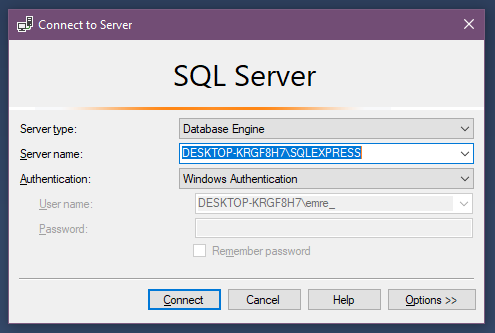 Connect to Server
SQL Server
Server type: Database Engine
Server name: DESKTOP-KRGF8H7\SQLEXPRESS
Authentication: Windows Authentication
User name: DESKTOP-KRGF8H7\emre_
Password:
Remember password
Connect Cancel Help Options >>